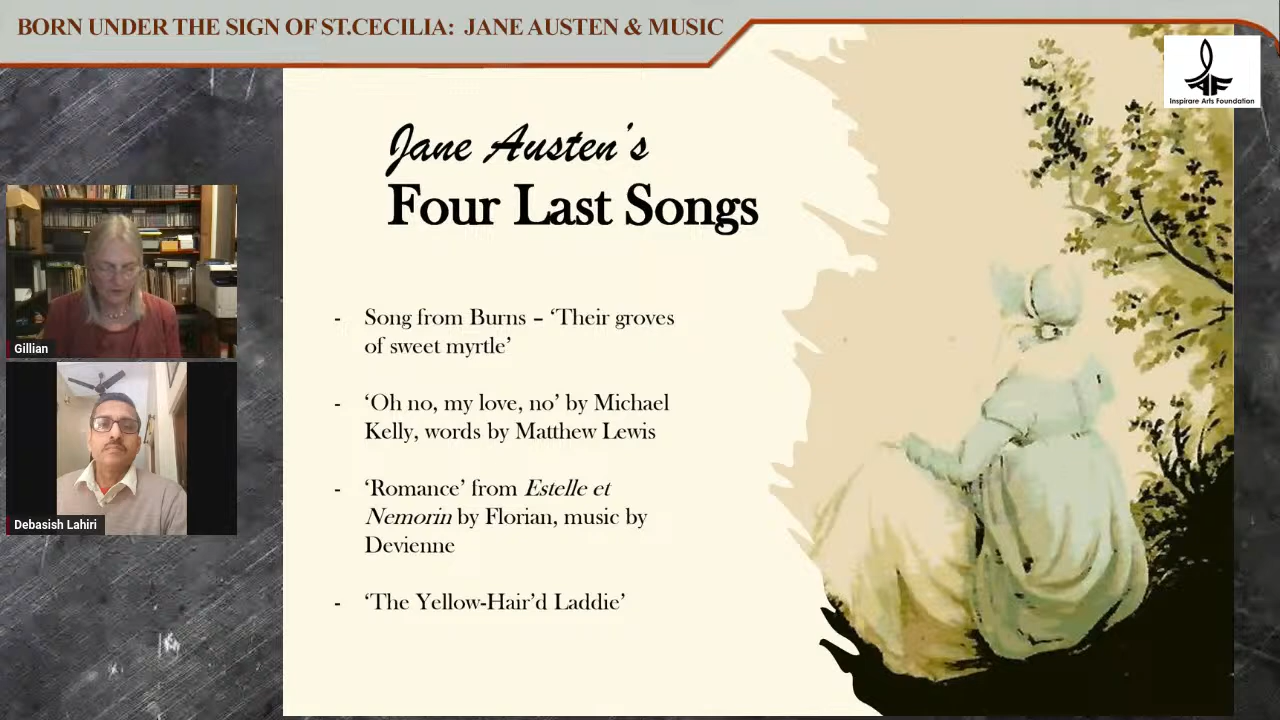 BORN UNDER THE SIGN OF ST.CECILIA: JANE AUSTEN & MUSIC
Inspirare Arts Foundation
Jane Austen's
Four Last Songs
- Song from Burns – ‘Their groves
of sweet myrtle’
- ‘Oh no, my love, no’ by Michael
Kelly, words by Matthew Lewis
- ‘Romance’ from Estelle et
Nemorin by Florian, music by
Devienne
- ‘The Yellow-Hair’d Laddie’
Gillian
Debasish Lahiri